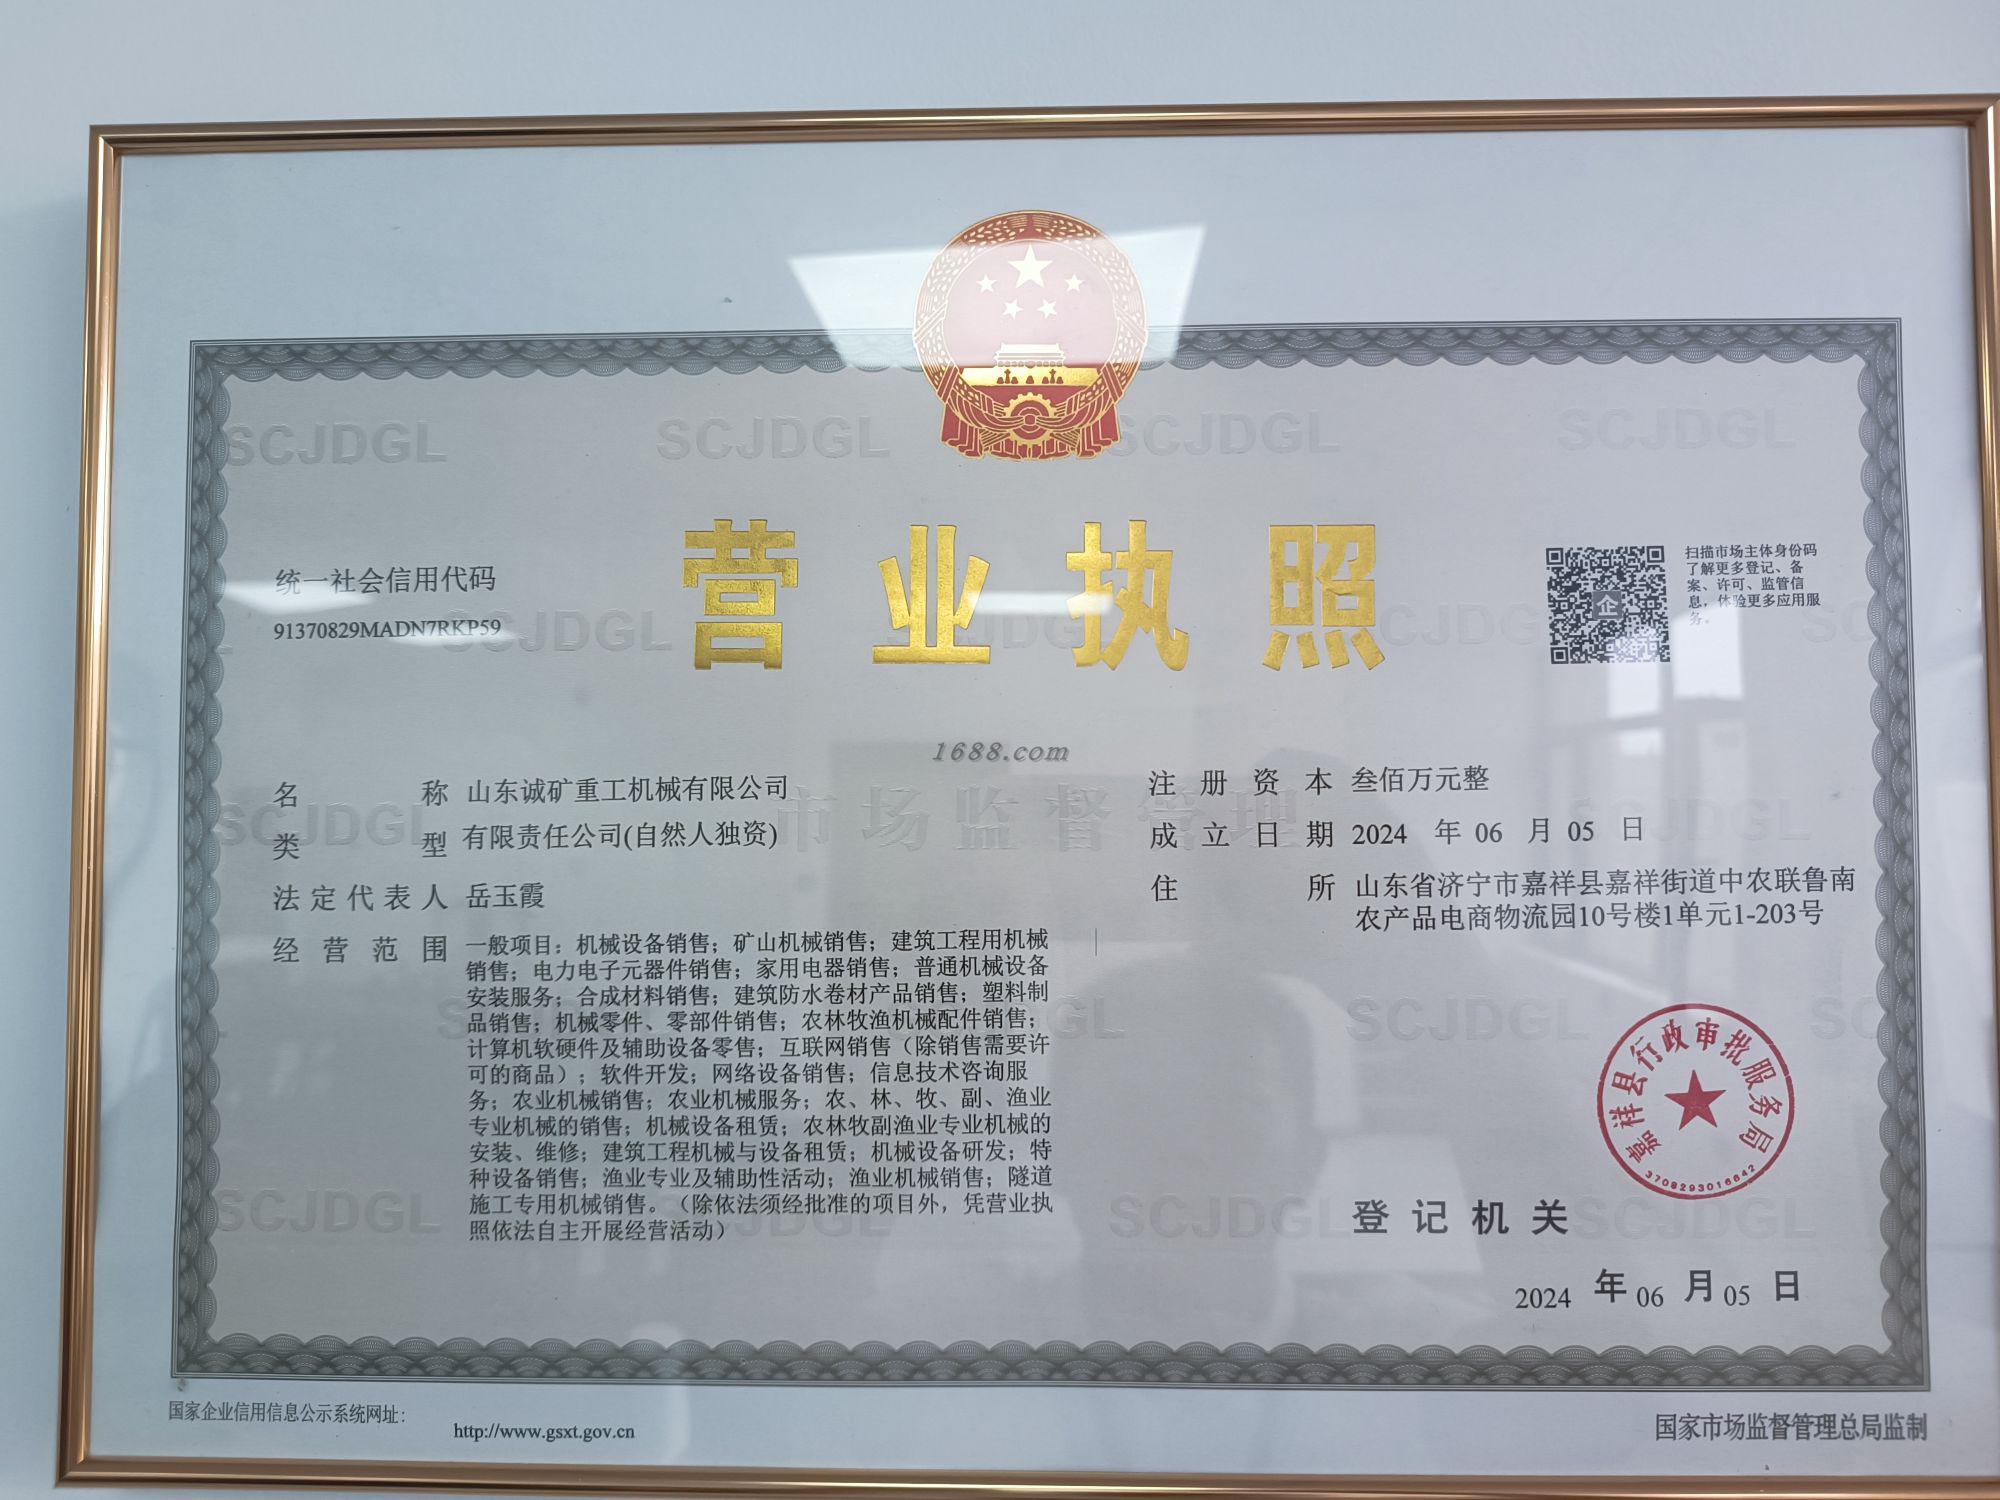 SCJDGL SCJDGL SCJDGL SCJDGL
营业执照
统一社会信用代码
91370829MADN7RKP59
企
扫描市场主体身份码
了解更多登记、备
案、许可、监管信
息，体验更多应用服
务。
1688.com
市场监督管理
名称 山东诚矿重工机械有限公司
类型 有限责任公司(自然人独资)
法定代表人 岳玉霞
经营范围 一般项目：机械设备销售；矿山机械销售；建筑工程用机械
销售；电力电子元器件销售；家用电器销售；普通机械设备
安装服务；合成材料销售；建筑防水卷材产品销售；塑料制
品销售；机械零件、零部件销售；农林牧渔机械配件销售；
计算机软硬件及辅助设备零售；互联网销售（除销售需要许
可的商品）；软件开发；网络设备销售；信息技术咨询服
务；农业机械销售；农业机械服务；农、林、牧、副、渔业
专业机械的销售；机械设备租赁；农林牧副渔业专业机械的
安装、维修；建筑工程机械与设备租赁；机械设备研发；特
种设备销售；渔业专业及辅助性活动；渔业机械销售；隧道
施工专用机械销售。（除依法须经批准的项目外，凭营业执
照依法自主开展经营活动）
注册资本 叁佰万元整
成立日期 2024 年 06 月 05 日
住所 山东省济宁市嘉祥县嘉祥街道中农联鲁南
农产品电商物流园10号楼1单元1-203号
嘉祥县行政审批服务局
3708293016642
登记机关
2024 年 06 月 05 日
国家企业信用信息公示系统网址：
http://www.gsxt.gov.cn
国家市场监督管理总局监制